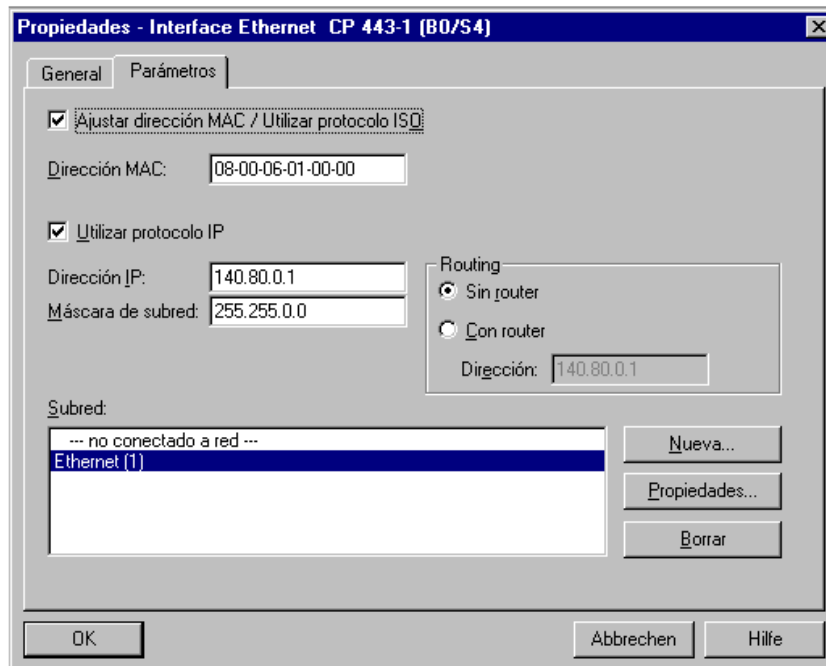 Propiedades - Interface Ethernet CP 443-1 (B0/S4)
General Parámetros
Ajustar dirección MAC / Utilizar protocolo ISO
Dirección MAC: 08-00-06-01-00-00
Utilizar protocolo IP
Dirección IP: 140.80.0.1
Máscara de subred: 255.255.0.0
Routing
Sin router
Con router
Dirección: 140.80.0.1
Subred:
--- no conectado a red ---
Ethernet (1)
Nueva...
Propiedades...
Borrar
OK Abbrechen Hilfe